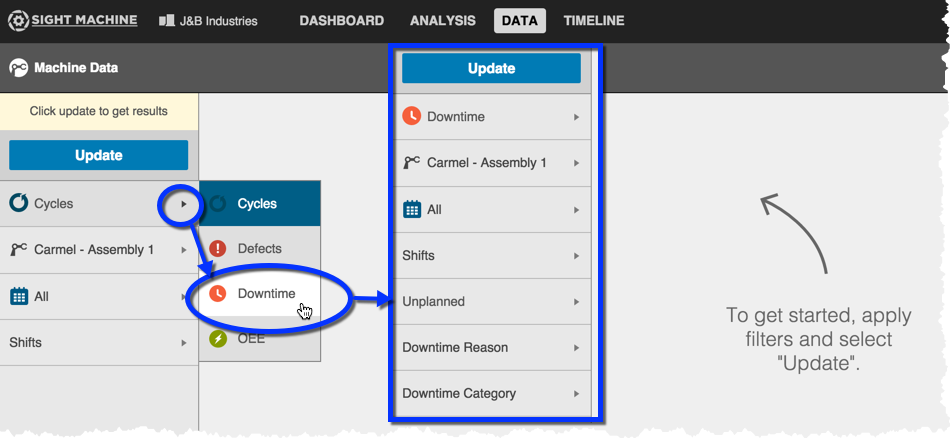 SIGHT MACHINE
J&B Industries
DASHBOARD
ANALYSIS
DATA
TIMELINE
Machine Data
Click update to get results
Update
Cycles
Carmel - Assembly 1
All
Shifts
Cycles
Defects
Downtime
OEE
Update
Downtime
Carmel - Assembly 1
All
Shifts
Unplanned
Downtime Reason
Downtime Category
To get started, apply
filters and select
"Update".